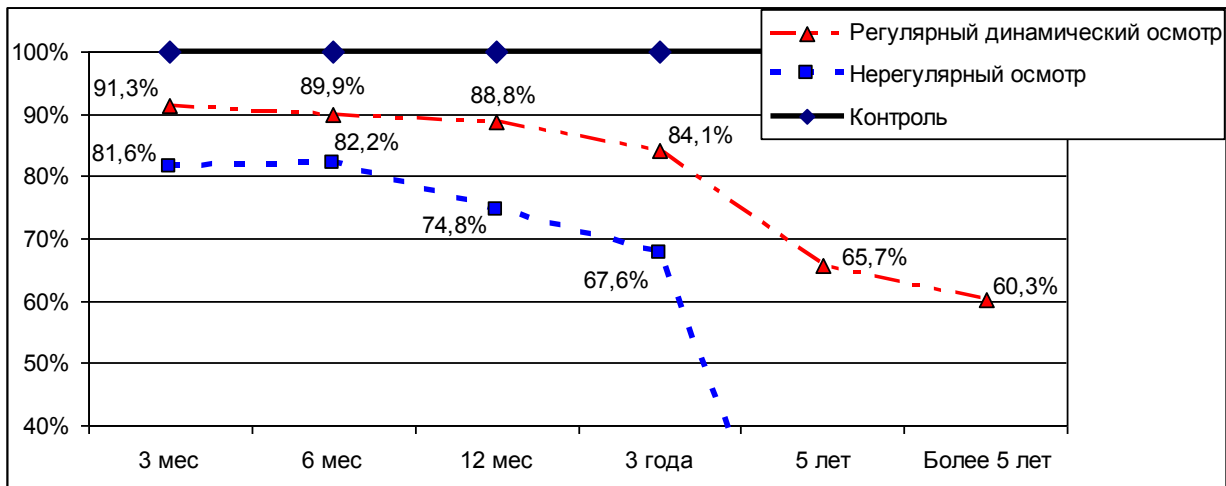 Регулярный динамический осмотр
Нерегулярный осмотр
Контроль
100%
90%
80%
70%
60%
50%
40%
91,3%
89,9%
88,8%
84,1%
65,7%
60,3%
81,6%
82,2%
74,8%
67,6%
3 мес
6 мес
12 мес
3 года
5 лет
Более 5 лет